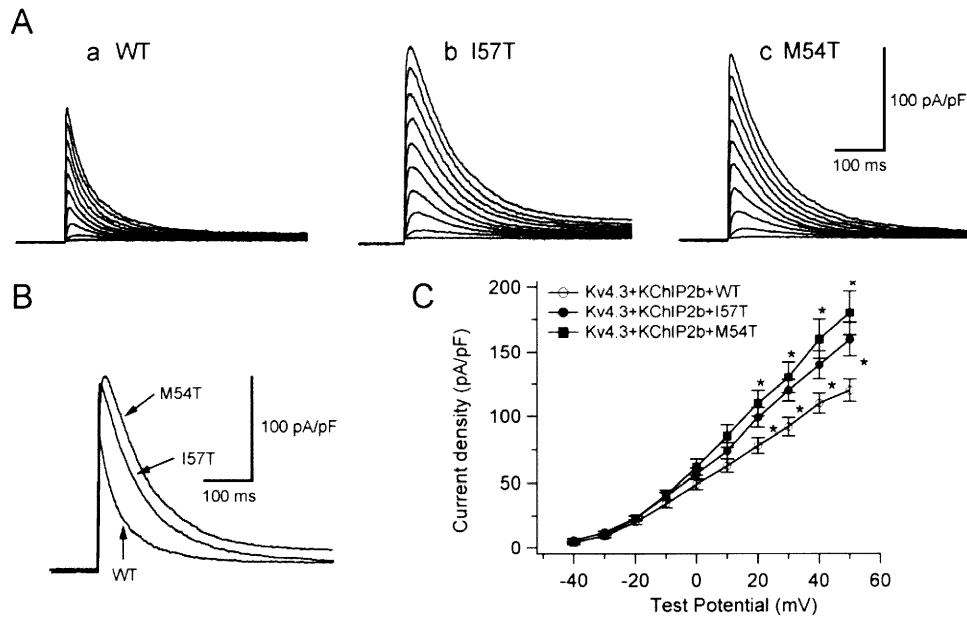 A
a WT
b I57T
c M54T
100 pA/pF
100 ms
B
M54T
I57T
WT
100 pA/pF
100 ms
C
Kv4.3+KChIP2b+WT
Kv4.3+KChIP2b+I57T
Kv4.3+KChIP2b+M54T
Current density (pA/pF)
200
150
100
50
0
-40 -20 0 20 40 60
Test Potential (mV)